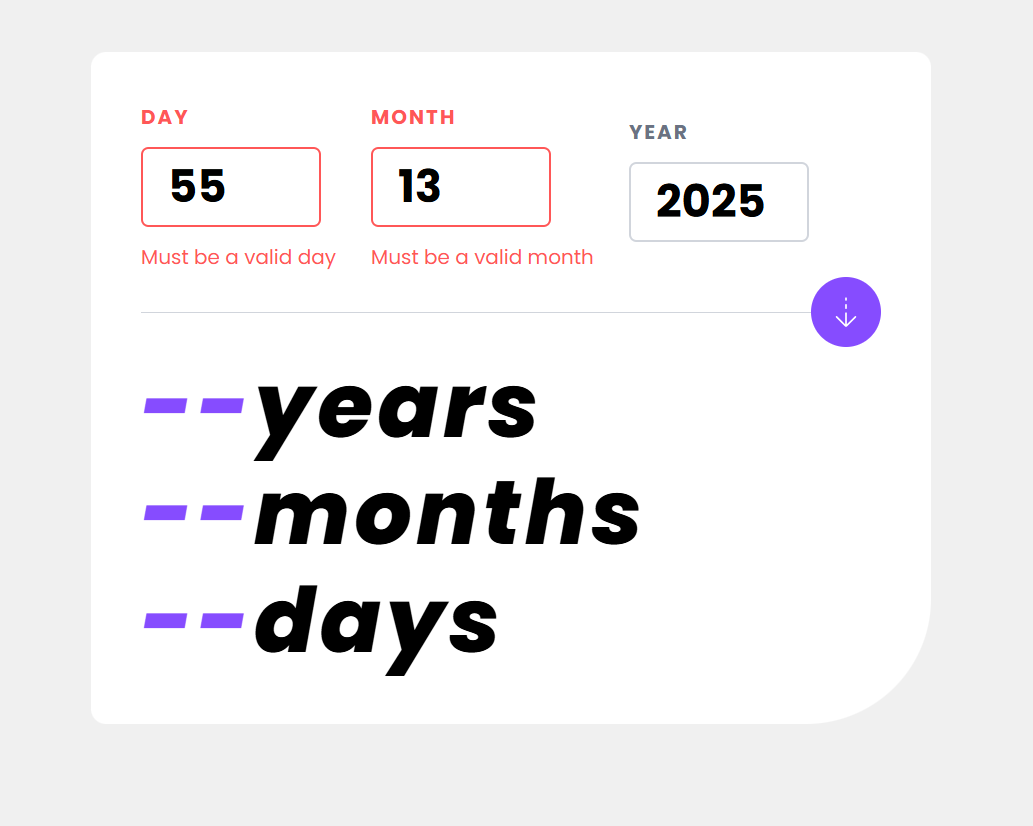 DAY MONTH YEAR
55 13 2025
Must be a valid day Must be a valid month
--years
--months
--days